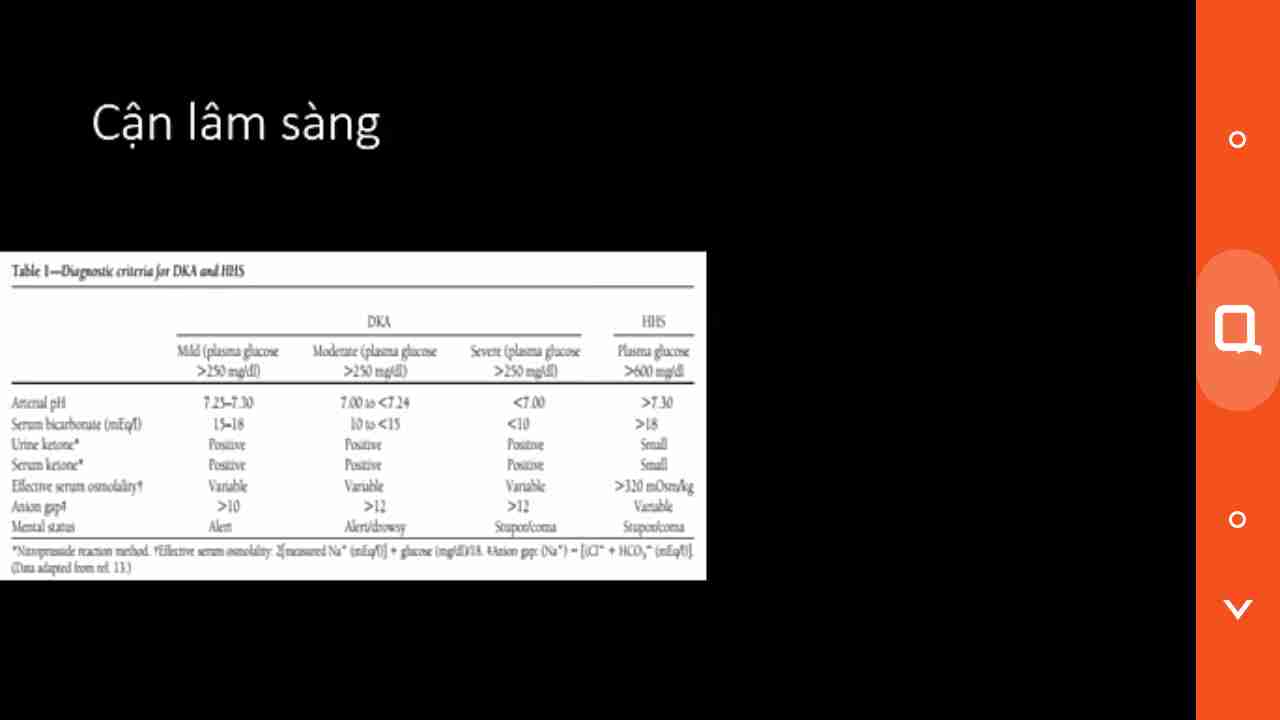 Cận lâm sàng
Table 1—Diagnostic criteria for DKA and HHS
DKA HHS
Mild (plasma glucose Moderate (plasma glucose Severe (plasma glucose Plasma glucose
>250 mg/dl) >250 mg/dl) >250 mg/dl) >600 mg/dl
Arterial pH 7.25–7.30 7.00 to <7.24 <7.00 >7.30
Serum bicarbonate (mEq/l) 15–18 10 to <15 <10 >18
Urine ketone* Positive Positive Positive Small
Serum ketone* Positive Positive Positive Small
Effective serum osmolality† Variable Variable Variable >320 mOsm/kg
Anion gap‡ >10 >12 >12 Variable
Mental status Alert Alert/drowsy Stupor/coma Stupor/coma
*Nitroprusside reaction method. †Effective serum osmolality: 2[measured Na⁺ (mEq/l)] + glucose (mg/dl)/18. ‡Anion gap: (Na⁺) − [(Cl⁻ + HCO₃⁻ (mEq/l)].
(Data adapted from ref. 13.)